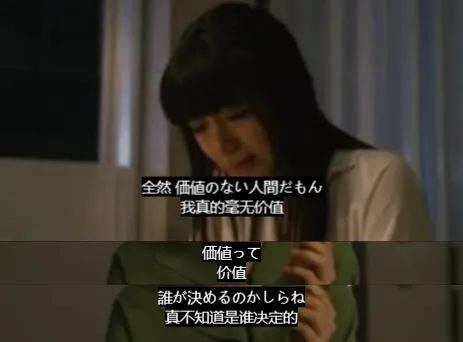 全然 価値のない人間だもん
我真的毫无价值
価値って
价值
誰が決めるのかしらね
真不知道是谁决定的